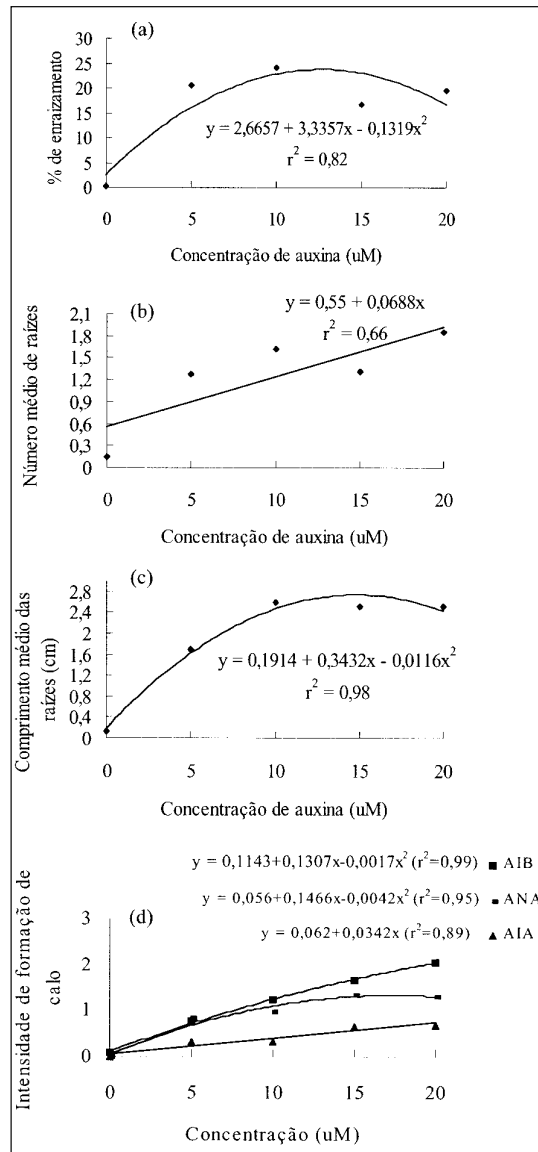 (a)
30
25
20
15
10
5
0
% de enraizamento
y = 2,6657 + 3,3357x - 0,1319x²
r² = 0,82
0 5 10 15 20
Concentração de auxina (uM)
(b)
2,1
1,8
1,5
1,2
0,9
0,6
0,3
0
Número médio de raízes
y = 0,55 + 0,0688x
r² = 0,66
0 5 10 15 20
Concentração de auxina (uM)
(c)
2,8
2,4
2
1,6
1,2
0,8
0,4
0
Comprimento médio das
raízes (cm)
y = 0,1914 + 0,3432x - 0,0116x²
r² = 0,98
0 5 10 15 20
Concentração de auxina (uM)
y = 0,1143+0,1307x-0,0017x² (r²=0,99) AIB
y = 0,056+0,1466x-0,0042x² (r²=0,95) ANA
y = 0,062+0,0342x (r²=0,89) AIA
(d)
3
2
1
0
Intensidade de formação de
calo
0 5 10 15 20
Concentração (uM)